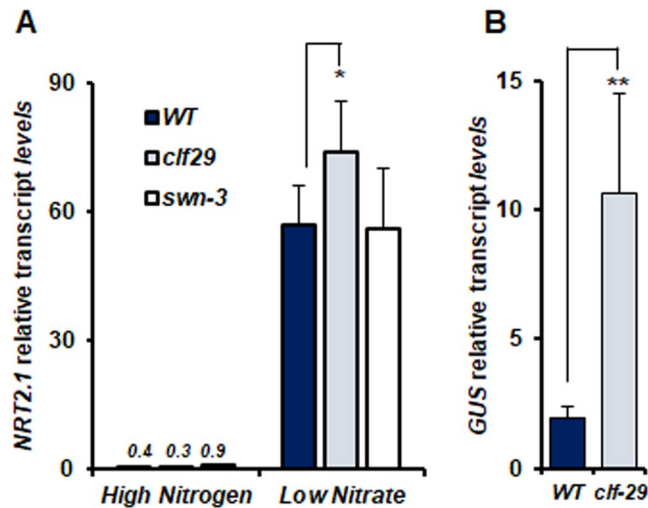 A
NRT2.1 relative transcript levels
90
60
30
0
WT
clf29
swn-3
*
0.4 0.3 0.9
High Nitrogen Low Nitrate
B
GUS relative transcript levels
15
10
5
0
**
WT clf-29